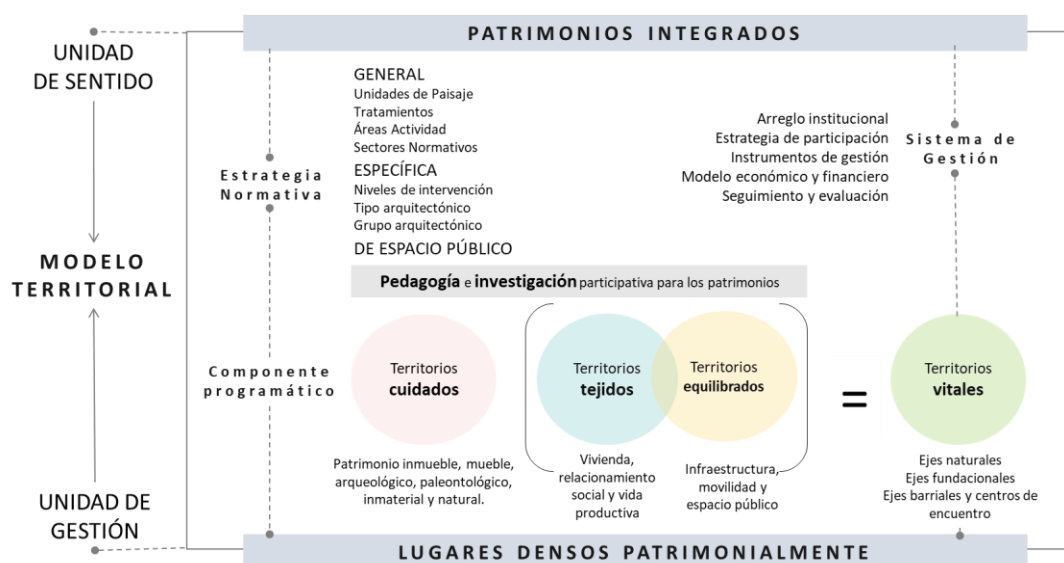 PATRIMONIOS INTEGRADOS
UNIDAD
DE SENTIDO
MODELO
TERRITORIAL
UNIDAD DE
GESTIÓN
Estrategia
Normativa
GENERAL
Unidades de Paisaje
Tratamientos
Áreas Actividad
Sectores Normativos
ESPECÍFICA
Niveles de intervención
Tipo arquitectónico
Grupo arquitectónico
DE ESPACIO PÚBLICO
Arreglo institucional
Estrategia de participación
Instrumentos de gestión
Modelo económico y financiero
Seguimiento y evaluación
Sistema de
Gestión
Pedagogía e investigación participativa para los patrimonios
Componente
programático
Territorios
cuidados
Territorios
tejidos
Territorios
equilibrados
=
Territorios
vitales
Patrimonio inmueble, mueble,
arqueológico, paleontológico,
inmaterial y natural.
Vivienda,
relacionamiento
social y vida
productiva
Infraestructura,
movilidad y
espacio público
Ejes naturales
Ejes fundacionales
Ejes barriales y centros de
encuentro
LUGARES DENSOS PATRIMONIALMENTE